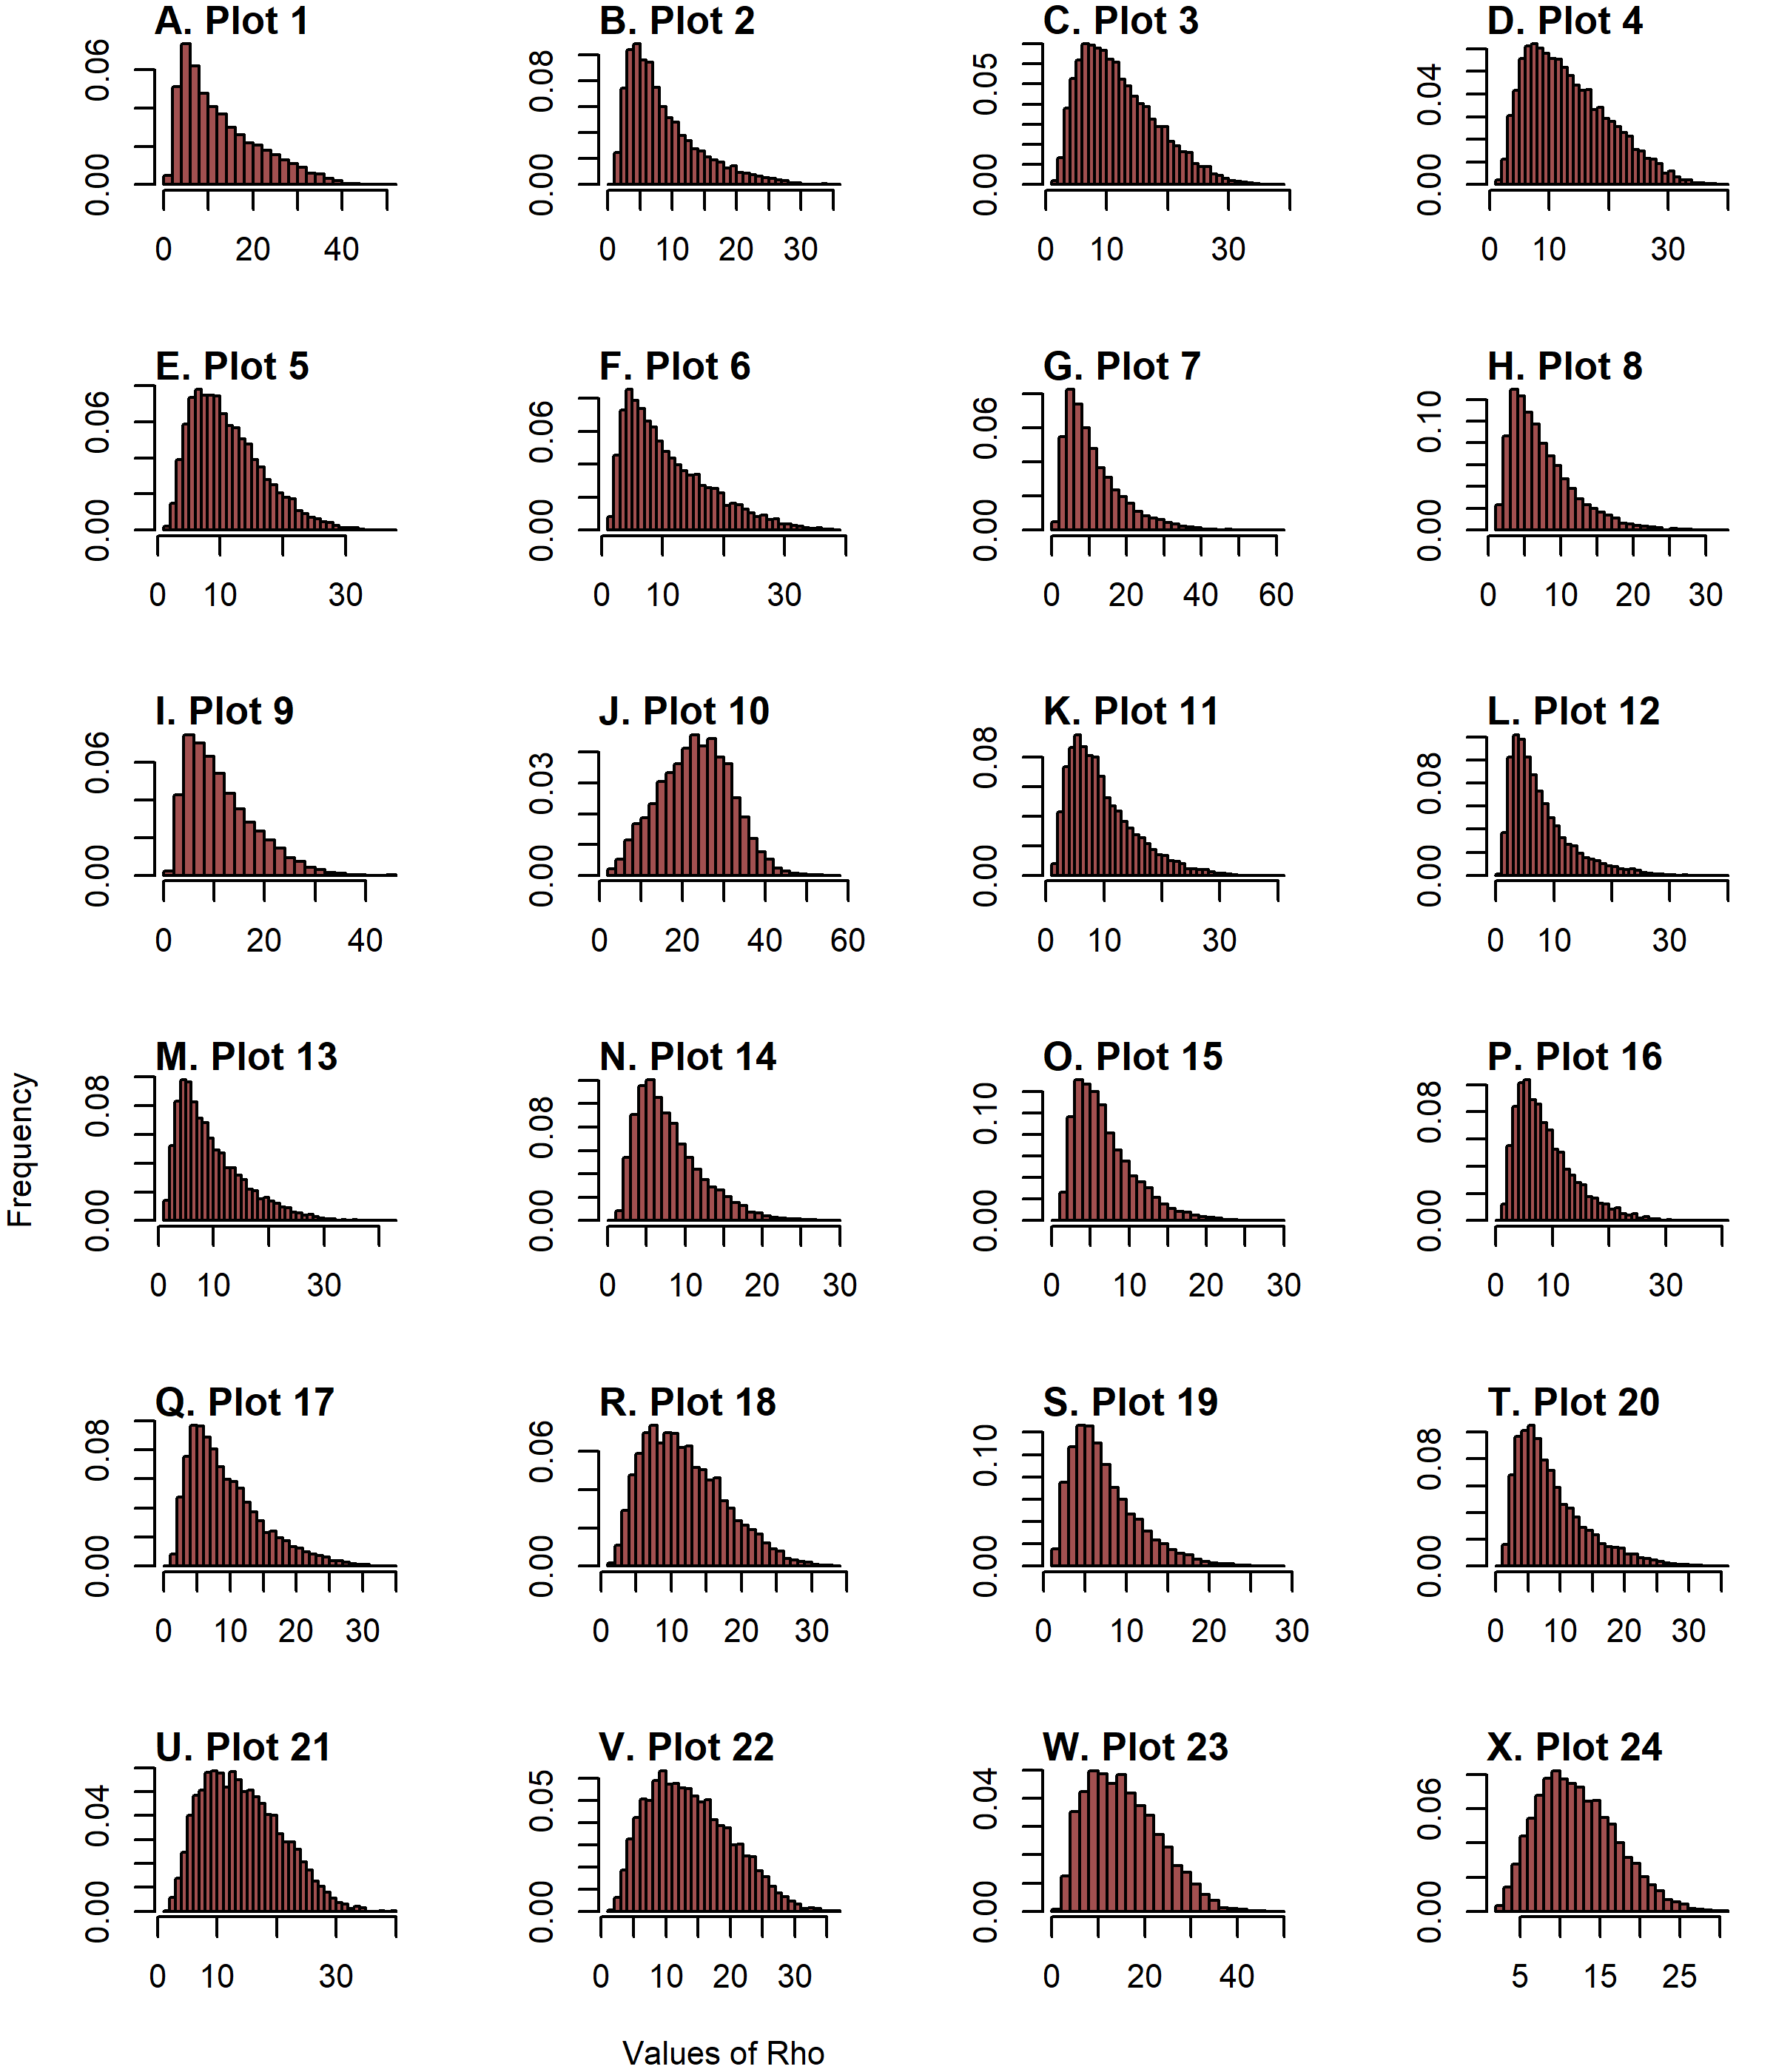 A. Plot 1
0.00 0.06
0 20 40
B. Plot 2
0.00 0.08
0 10 20 30
C. Plot 3
0.00 0.05
0 10 30
D. Plot 4
0.00 0.04
0 10 30
E. Plot 5
0.00 0.06
0 10 30
F. Plot 6
0.00 0.06
0 10 30
G. Plot 7
0.00 0.06
0 20 40 60
H. Plot 8
0.00 0.10
0 10 20 30
I. Plot 9
0.00 0.06
0 20 40
J. Plot 10
0.00 0.03
0 20 40 60
K. Plot 11
0.00 0.08
0 10 30
L. Plot 12
0.00 0.08
0 10 30
M. Plot 13
0.00 0.08
0 10 30
N. Plot 14
0.00 0.08
0 10 20 30
O. Plot 15
0.00 0.10
0 10 20 30
P. Plot 16
0.00 0.08
0 10 30
Q. Plot 17
0.00 0.08
0 10 20 30
R. Plot 18
0.00 0.06
0 10 20 30
S. Plot 19
0.00 0.10
0 10 20 30
T. Plot 20
0.00 0.08
0 10 20 30
U. Plot 21
0.00 0.04
0 10 30
V. Plot 22
0.00 0.05
0 10 20 30
W. Plot 23
0.00 0.04
0 20 40
X. Plot 24
0.00 0.06
5 15 25
Frequency
Values of Rho